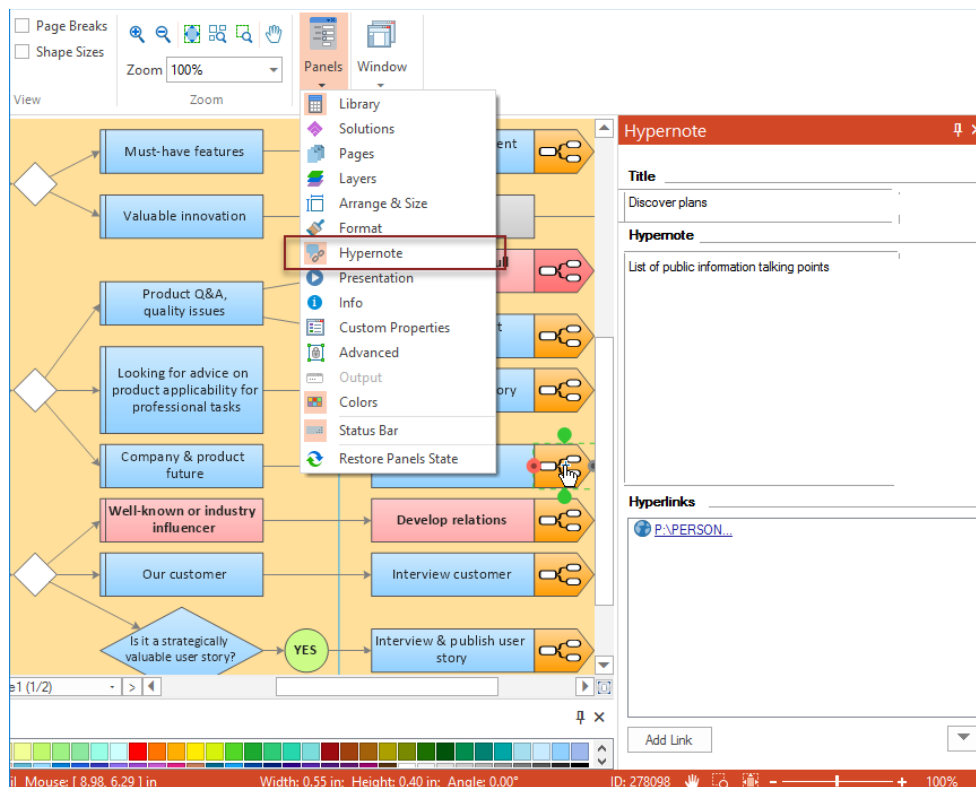 Page Breaks
Shape Sizes
View
Zoom 100%
Zoom
Panels
Window
Library
Solutions
Pages
Layers
Arrange & Size
Format
Hypernote
Presentation
Info
Custom Properties
Advanced
Output
Colors
Status Bar
Restore Panels State
Must-have features
Valuable innovation
Product Q&A,
quality issues
Looking for advice on
product applicability for
professional tasks
Company & product
future
Well-known or industry
influencer
Develop relations
Our customer
Interview customer
Is it a strategically
valuable user story?
YES
Interview & publish user
story
(1/2)
Hypernote
Title
Discover plans
Hypernote
List of public information talking points
Hyperlinks
P:\PERSON...
Add Link
Mouse: [ 8.98, 6.29 ] in
Width: 0.55 in; Height: 0.40 in; Angle: 0.00°
ID: 278098
100%